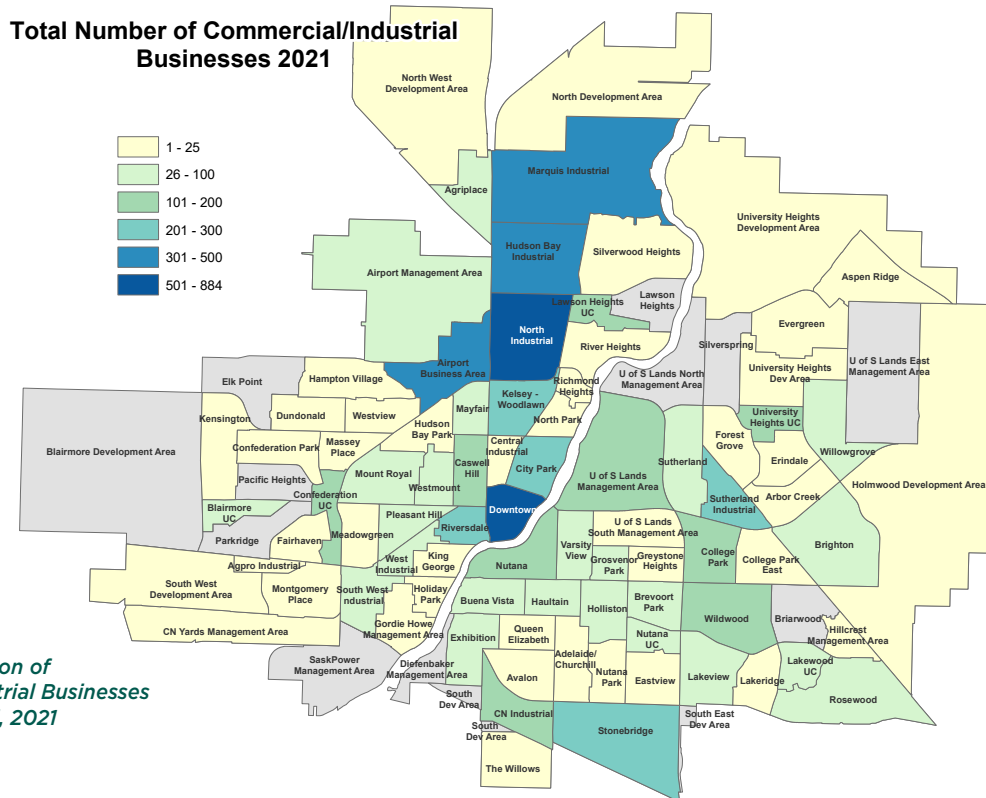 Total Number of Commercial/Industrial
Businesses 2021
1 - 25
26 - 100
101 - 200
201 - 300
301 - 500
501 - 884
North West
Development Area
North Development Area
Marquis Industrial
Agriplace
University Heights
Development Area
Hudson Bay
Industrial
Silverwood Heights
Airport Management Area
Aspen Ridge
Lawson Heights
UC
Lawson
Heights
North
Industrial
Evergreen
River Heights
Silverspring
U of S Lands East
Management Area
Airport
Business Area
University Heights
Dev Area
U of S Lands North
Management Area
Elk Point
Hampton Village
Richmond
Heights
Kelsey -
Woodlawn
Mayfair
Kensington
Dundonald
Westview
North Park
University
Heights UC
Hudson
Bay Park
Forest
Grove
Confederation Park
Massey
Place
Central
Industrial
Blairmore Development Area
Willowgrove
Erindale
Caswell
Hill
City Park
Sutherland
Mount Royal
U of S Lands
Management Area
Pacific Heights
Westmount
Holmwood Development Area
Confederation
UC
Arbor Creek
Sutherland
Industrial
Blairmore
UC
Downtown
Pleasant Hill
Riversdale
U of S Lands
South Management Area
Parkridge
Fairhaven
Meadowgreen
Varsity
View
Brighton
College
Park
King
George
Grosvenor
Park
Greystone
Heights
West
Industrial
College Park
East
Agpro Industrial
Nutana
South West
Development Area
Montgomery
Place
South West
Industrial
Holiday
Park
Brevoort
Park
Buena Vista
Haultain
Holliston
Wildwood
Briarwood
Gordie Howe
Management Area
CN Yards Management Area
Hillcrest
Management Area
Queen
Elizabeth
Exhibition
Nutana
UC
Adelaide/
Churchill
SaskPower
Management Area
Diefenbaker
Management Area
Lakewood
UC
Nutana
Park
Avalon
Eastview
Lakeview
Lakeridge
South
Dev Area
Rosewood
CN Industrial
South East
Dev Area
South
Dev Area
Stonebridge
The Willows
on of
trial Businesses
, 2021